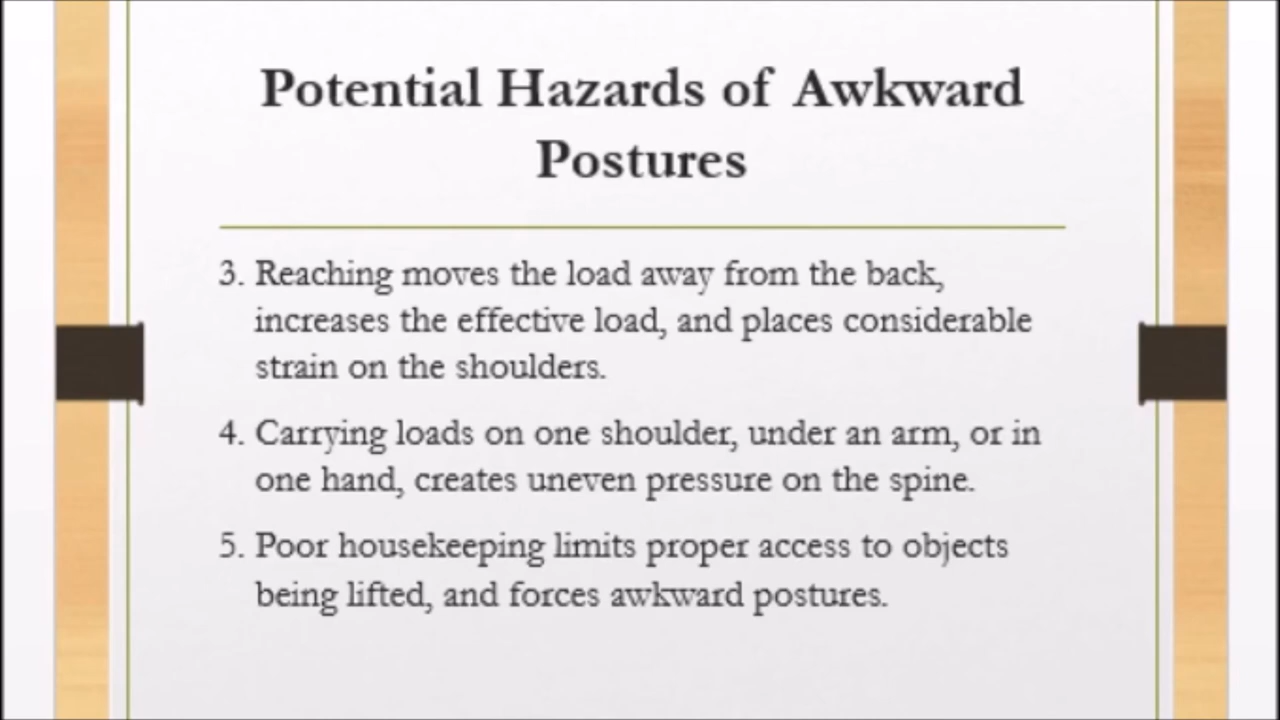 Potential Hazards of Awkward
Postures
3. Reaching moves the load away from the back,
increases the effective load, and places considerable
strain on the shoulders.
4. Carrying loads on one shoulder, under an arm, or in
one hand, creates uneven pressure on the spine.
5. Poor housekeeping limits proper access to objects
being lifted, and forces awkward postures.